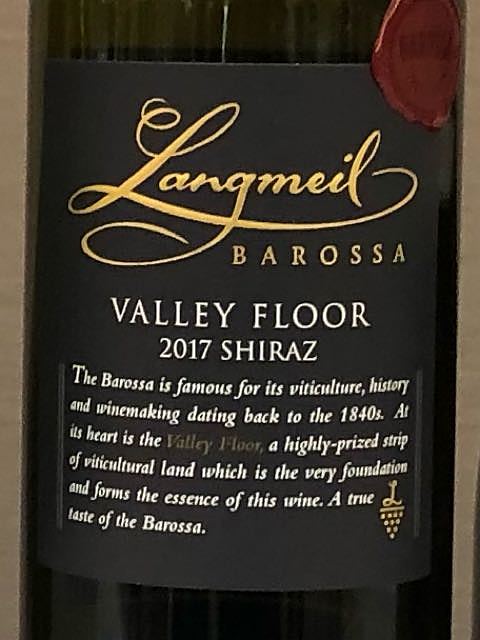 Langmeil
BAROSSA
VALLEY FLOOR
2017 SHIRAZ
The Barossa is famous for its viticulture, history
and winemaking dating back to the 1840s. At
its heart is the Valley Floor, a highly-prized strip
of viticultural land which is the very foundation
and forms the essence of this wine. A true
taste of the Barossa.
L